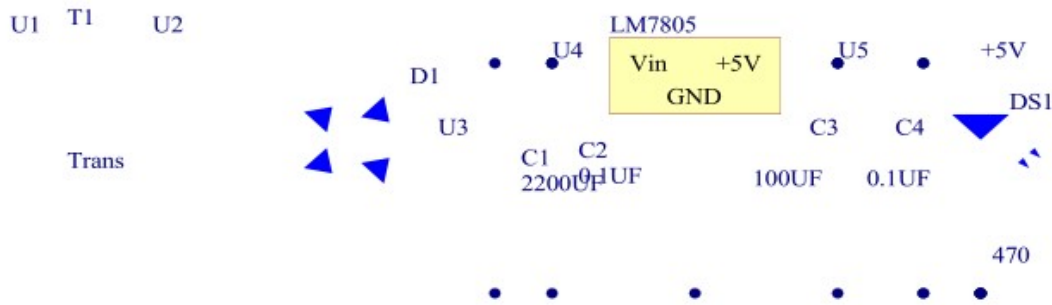 U1
T1
U2
LM7805
U4
Vin +5V
GND
U5
+5V
D1
U3
DS1
C3
C4
Trans
C1
C2
2200UF
0.1UF
100UF
0.1UF
470